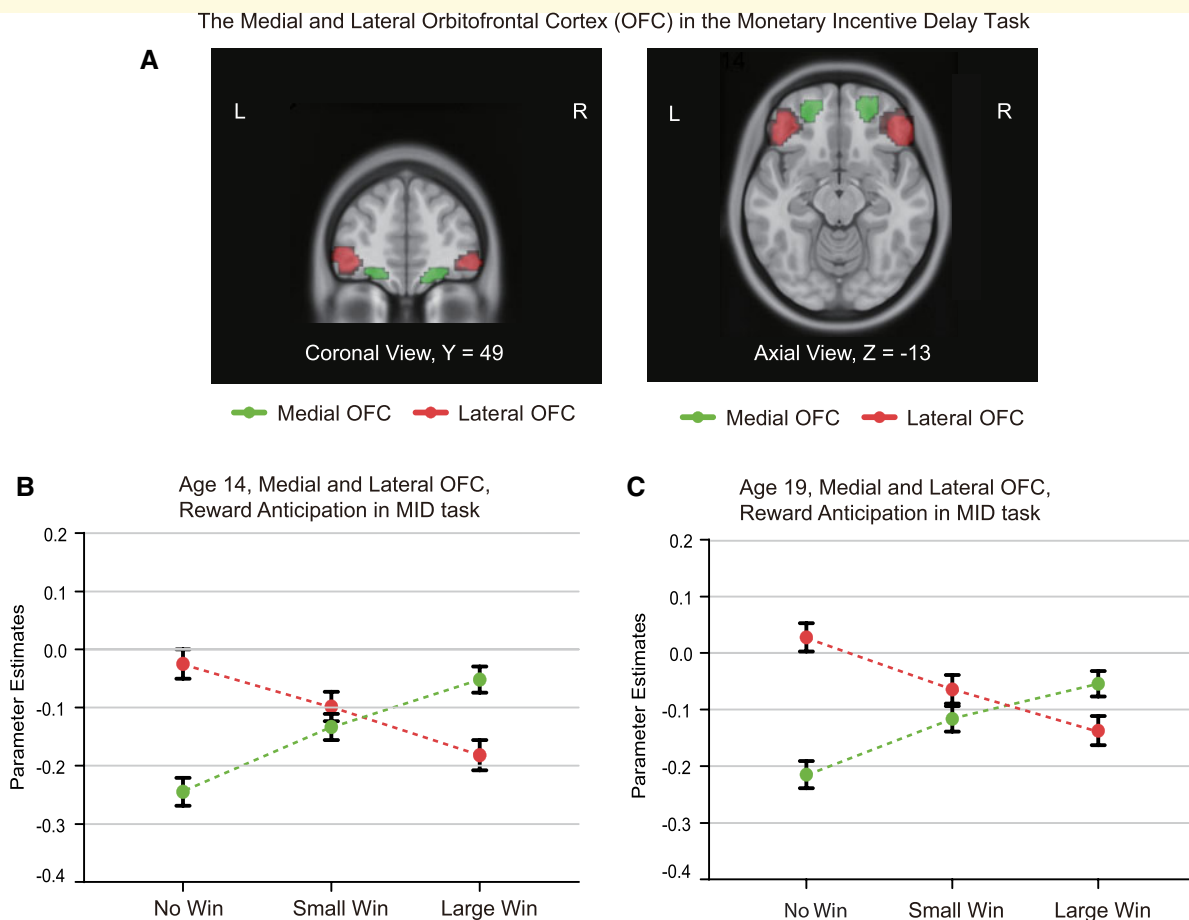 The Medial and Lateral Orbitofrontal Cortex (OFC) in the Monetary Incentive Delay Task
A
L
R
Coronal View, Y = 49
14
L
R
Axial View, Z = -13
Medial OFC
Lateral OFC
Medial OFC
Lateral OFC
B
Age 14, Medial and Lateral OFC,
Reward Anticipation in MID task
Parameter Estimates
0.2
0.1
0.0
-0.1
-0.2
-0.3
-0.4
No Win
Small Win
Large Win
C
Age 19, Medial and Lateral OFC,
Reward Anticipation in MID task
Parameter Estimates
0.2
0.1
0.0
-0.1
-0.2
-0.3
-0.4
No Win
Small Win
Large Win